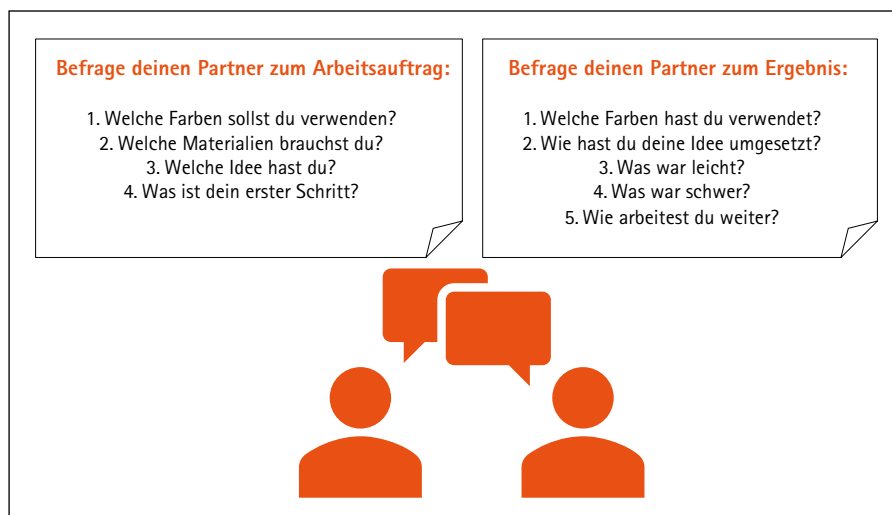 Befrage deinen Partner zum Arbeitsauftrag:
1. Welche Farben sollst du verwenden?
2. Welche Materialien brauchst du?
3. Welche Idee hast du?
4. Was ist dein erster Schritt?
Befrage deinen Partner zum Ergebnis:
1. Welche Farben hast du verwendet?
2. Wie hast du deine Idee umgesetzt?
3. Was war leicht?
4. Was war schwer?
5. Wie arbeitest du weiter?